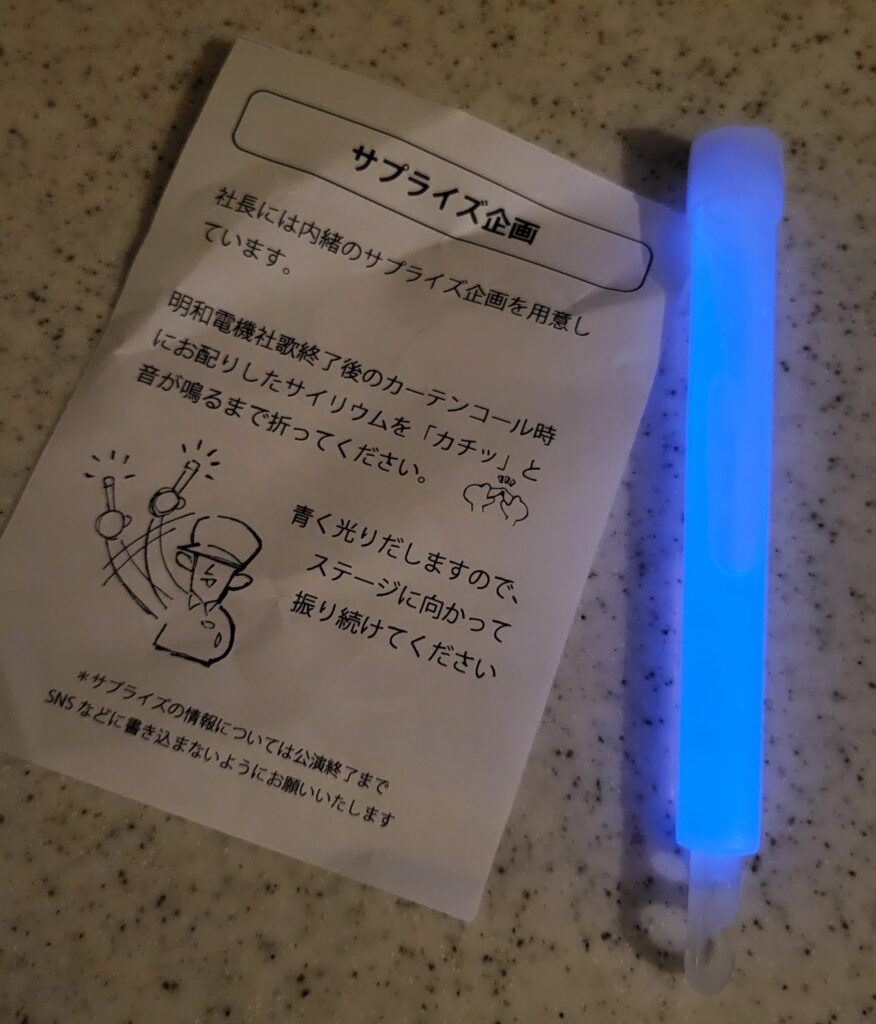 サプライズ企画
社長には内緒のサプライズ企画を用意し
ています。
明和電機社歌終了後のカーテンコール時
にお配りしたサイリウムを「カチッ」と
音が鳴るまで折ってください。
青く光りだしますので、
ステージに向かって
振り続けてください
＊サプライズの情報については公演終了まで
SNSなどに書き込まないようにお願いいたします